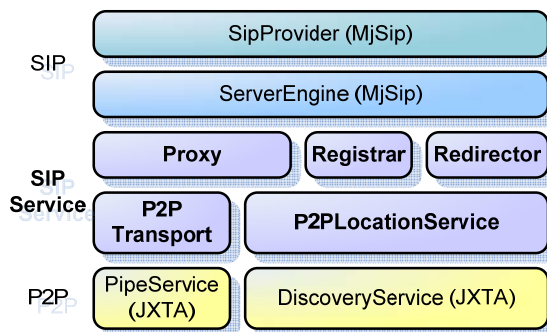 SipProvider (MjSip)
SIP
ServerEngine (MjSip)
Proxy
Registrar
Redirector
SIP
Service
P2P
Transport
P2PLocationService
P2P
PipeService
(JXTA)
DiscoveryService (JXTA)